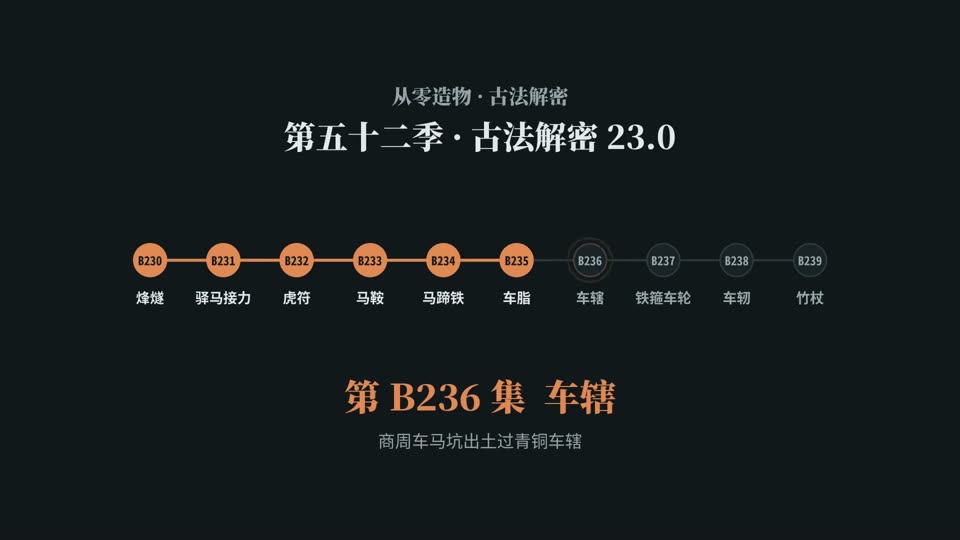 从零造物 · 古法解密
第五十二季 · 古法解密 23.0
B230 B231 B232 B233 B234 B235 B236 B237 B238 B239
烽燧 驿马接力 虎符 马鞍 马蹄铁 车脂 车辖 铁箍车轮 车轫 竹杖
第 B236 集 车辖
商周车马坑出土过青铜车辖